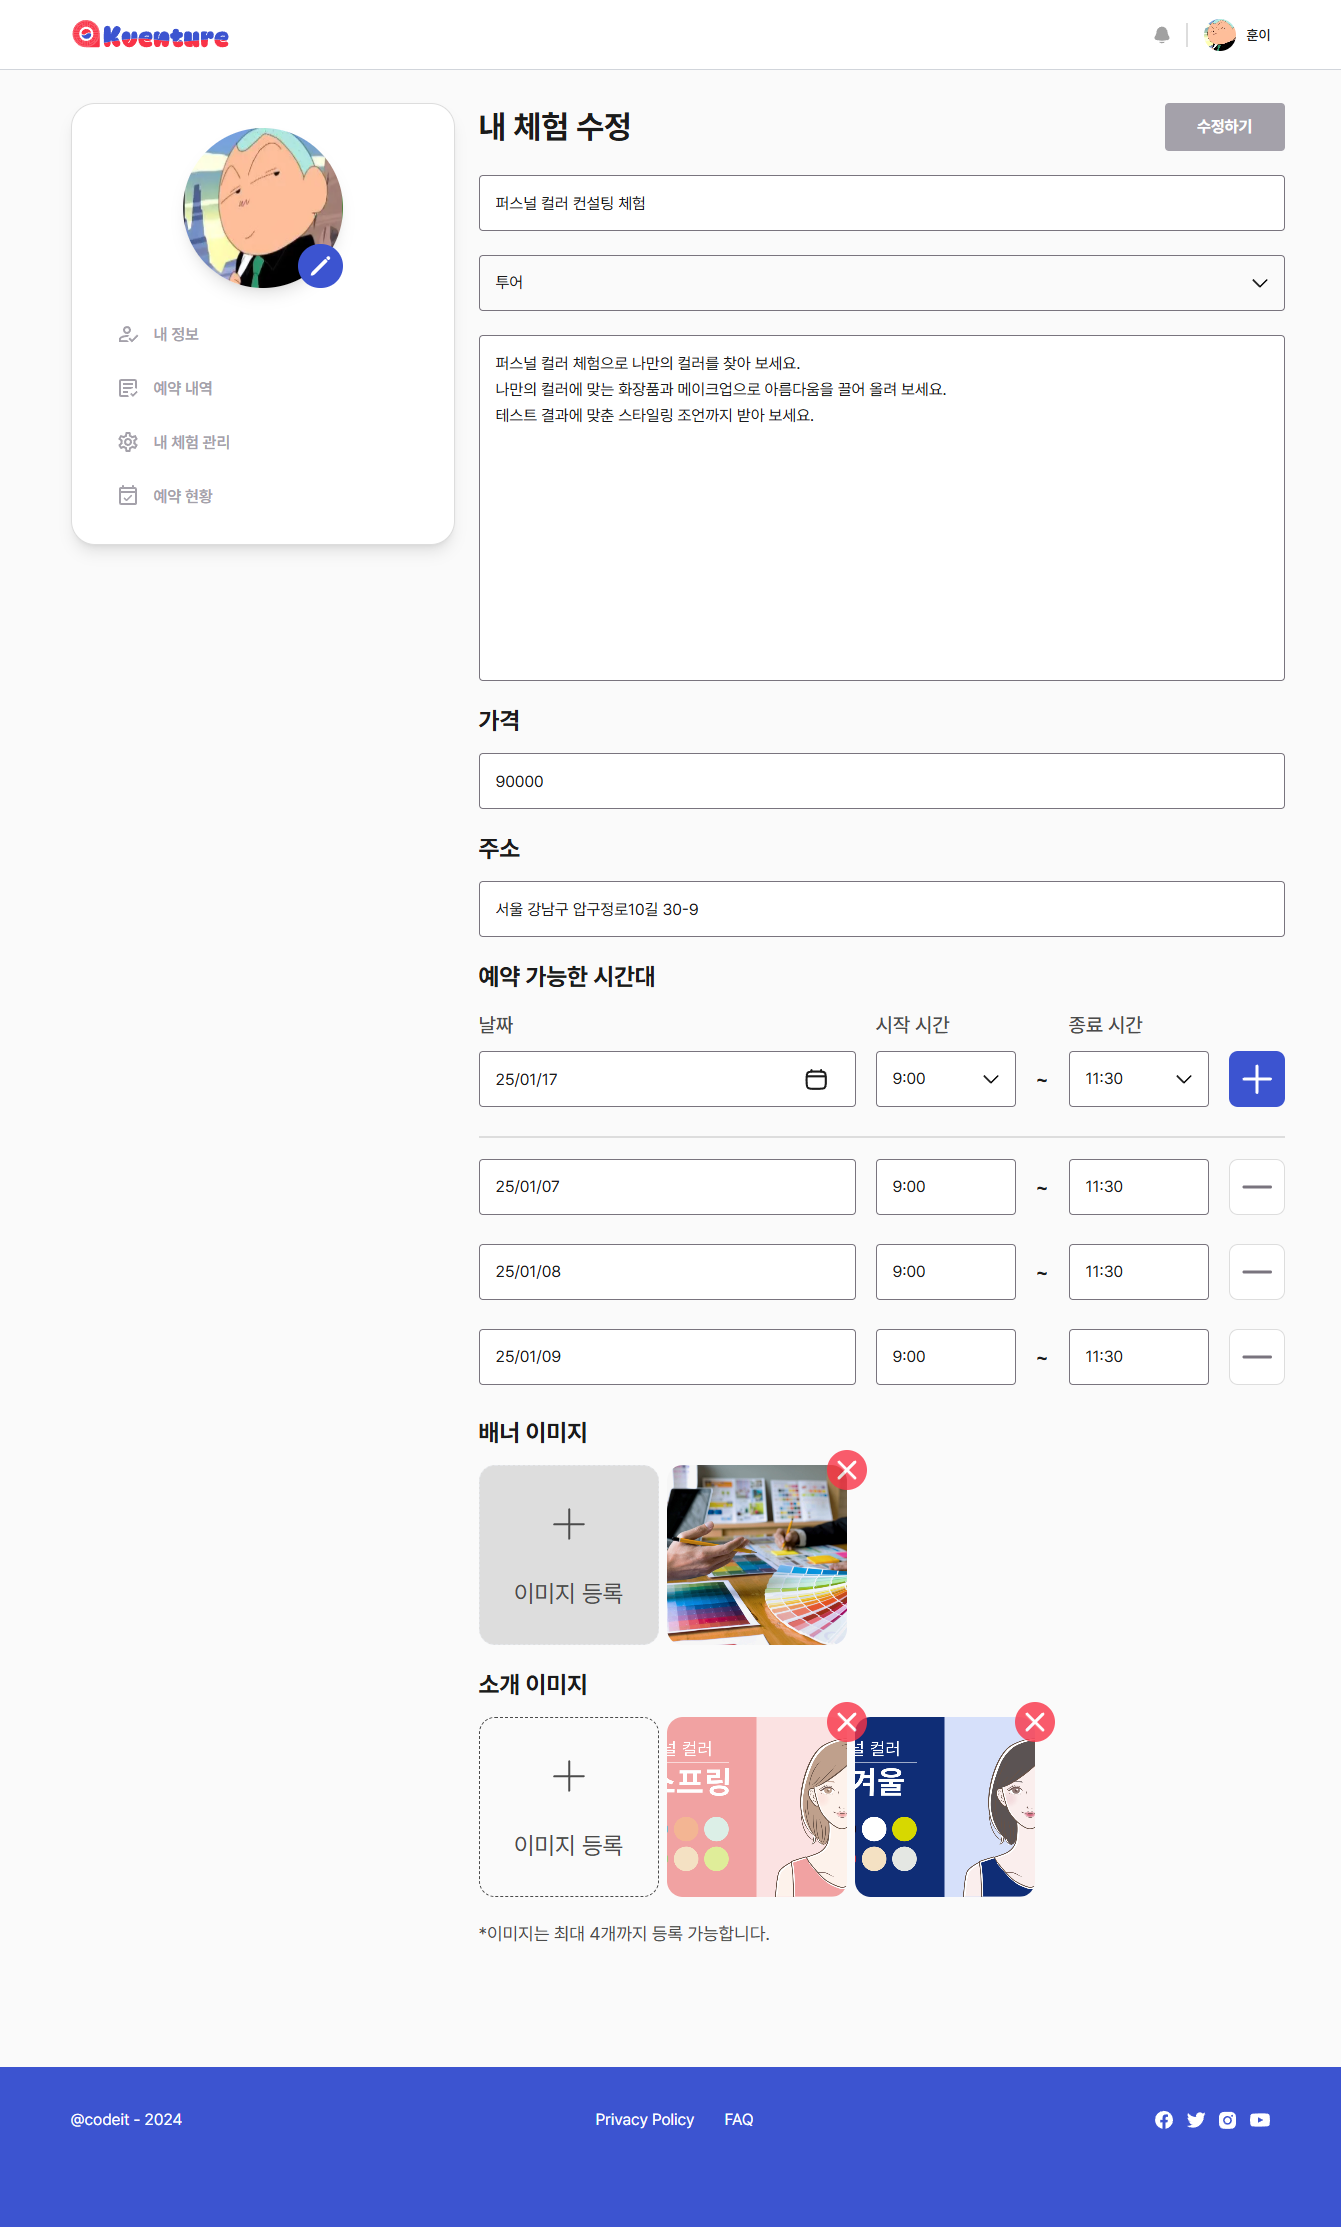 Kventure
훈이
내 정보
예약 내역
내 체험 관리
예약 현황
내 체험 수정
수정하기
퍼스널 컬러 컨설팅 체험
투어
퍼스널 컬러 체험으로 나만의 컬러를 찾아 보세요.
나만의 컬러에 맞는 화장품과 메이크업으로 아름다움을 끌어 올려 보세요.
테스트 결과에 맞춘 스타일링 조언까지 받아 보세요.
가격
90000
주소
서울 강남구 압구정로10길 30-9
예약 가능한 시간대
날짜 시작 시간 종료 시간
25/01/17 9:00 ~ 11:30
25/01/07 9:00 ~ 11:30
25/01/08 9:00 ~ 11:30
25/01/09 9:00 ~ 11:30
배너 이미지
이미지 등록
소개 이미지
이미지 등록
널 컬러
프링
널 컬러
겨울
*이미지는 최대 4개까지 등록 가능합니다.
@codeit - 2024 Privacy Policy FAQ